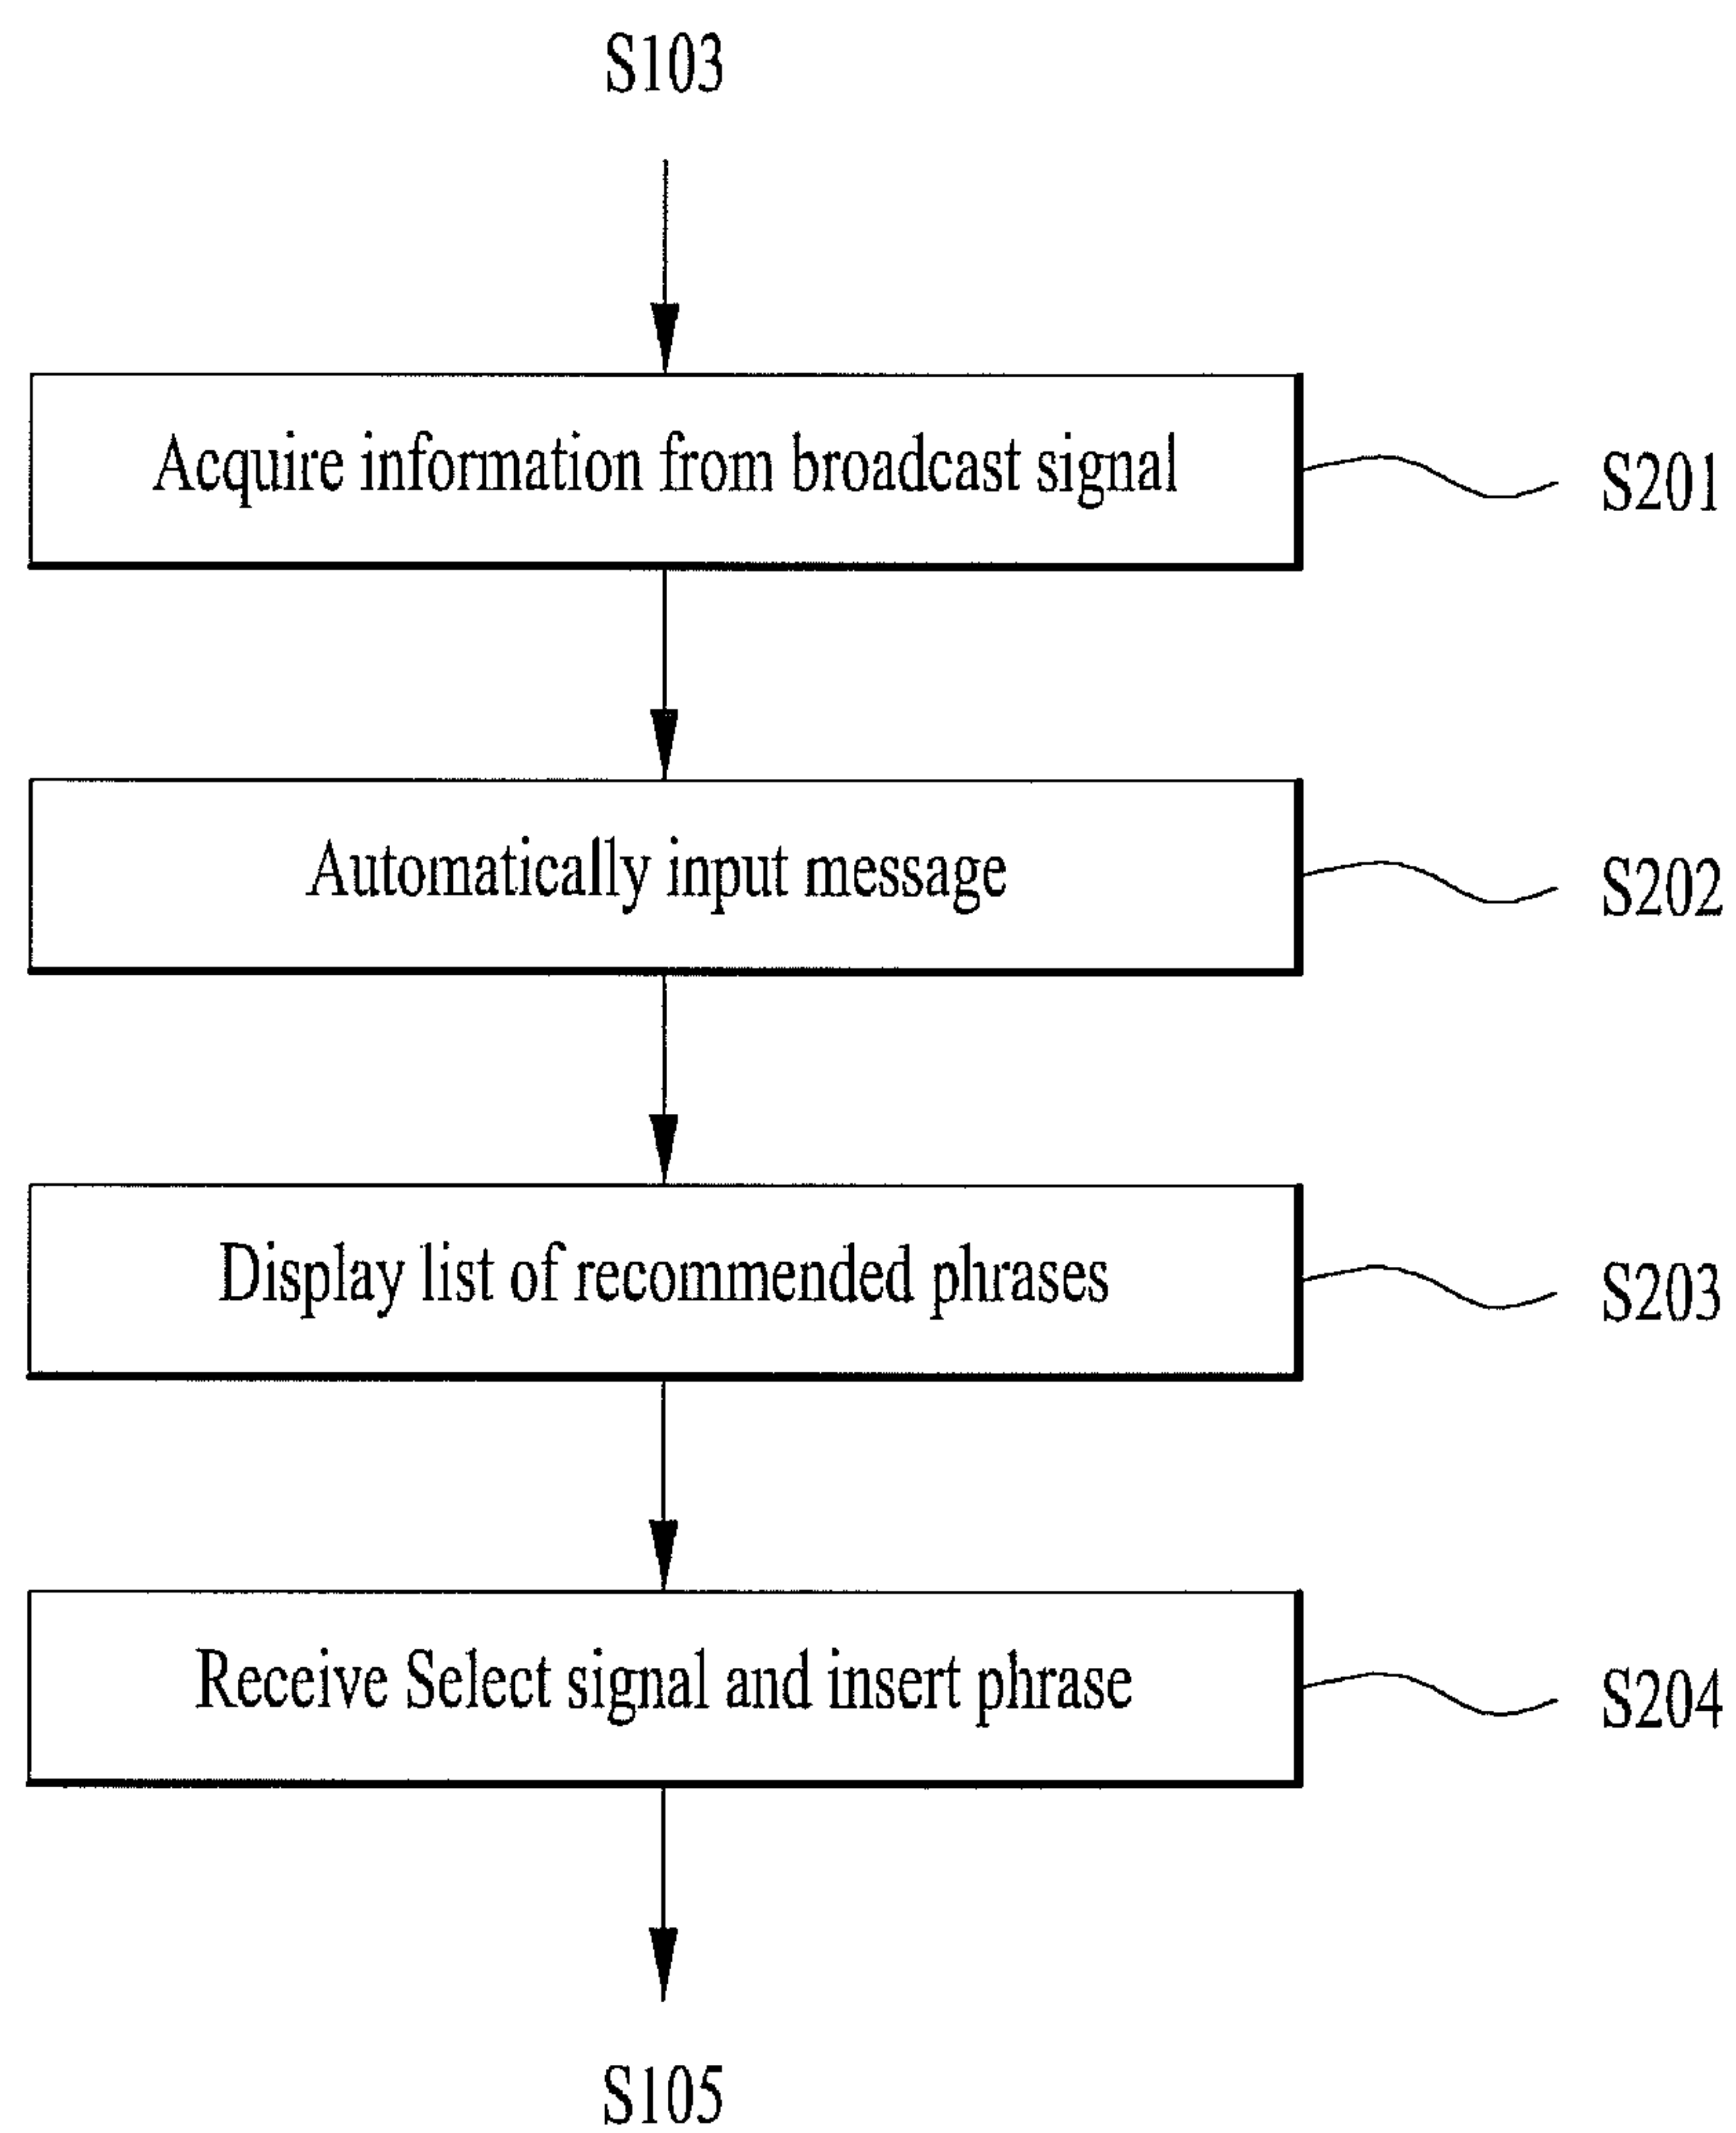 S103
Acquire information from broadcast signal
S201
Automatically input message
S202
Display list of recommended phrases
S203
Receive Select signal and insert phrase
S204
S105